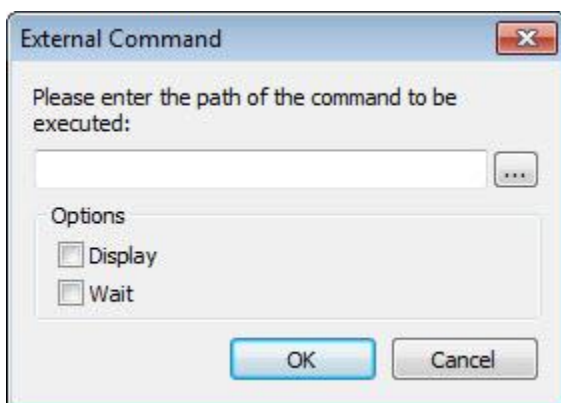 External Command
Please enter the path of the command to be
executed:
...
Options
Display
Wait
OK Cancel